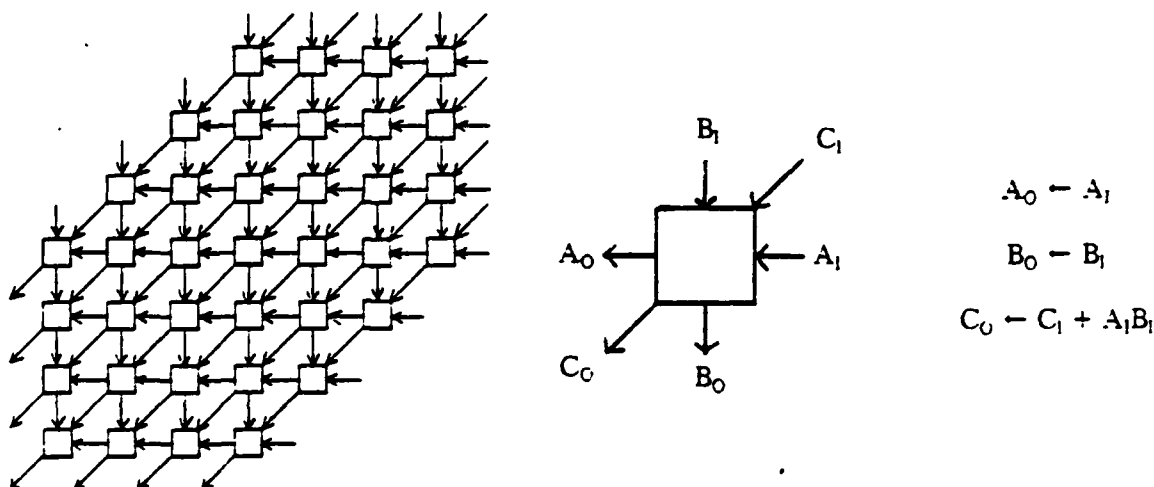 B_I
C_I
A_O
A_I
C_O
B_O
A_O ← A_I
B_O ← B_I
C_O ← C_I + A_I B_I